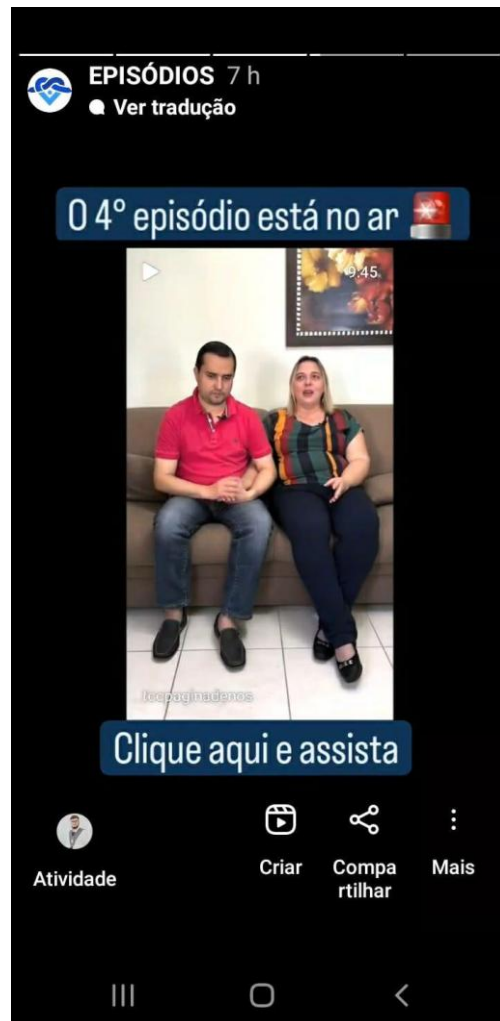 EPISÓDIOS 7 h
Ver tradução
O 4° episódio está no ar
9:45
tccpaginadenos
Clique aqui e assista
Atividade
Criar
Compa
rtilhar
Mais